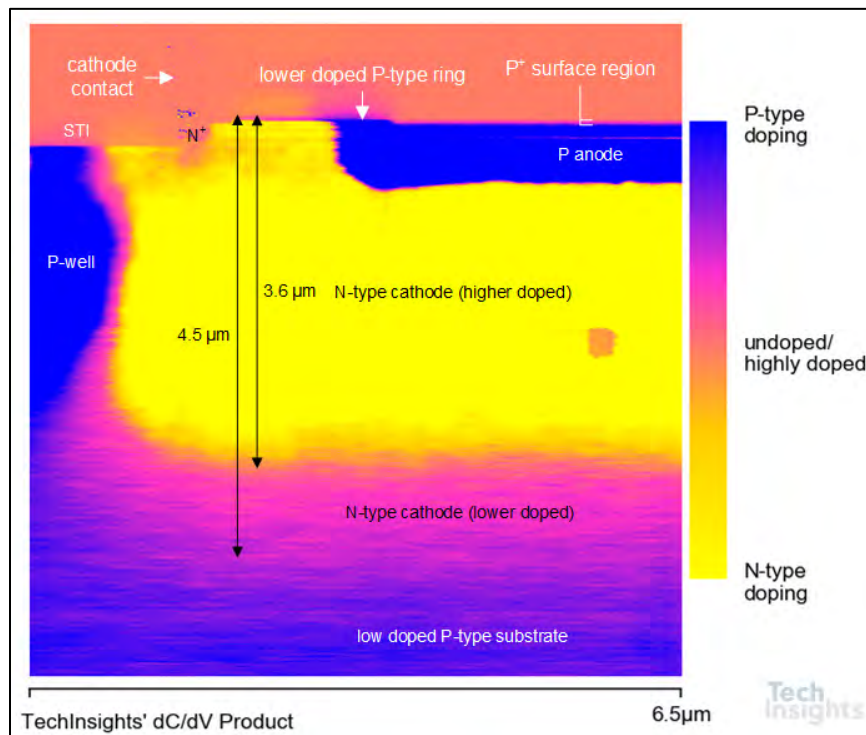 cathode
contact
lower doped P-type ring
P⁺ surface region
STI
N⁺
P anode
P-well
3.6 µm
N-type cathode (higher doped)
4.5 µm
N-type cathode (lower doped)
low doped P-type substrate
P-type
doping
undoped/
highly doped
N-type
doping
TechInsights' dC/dV Product
6.5µm
Tech
Insights